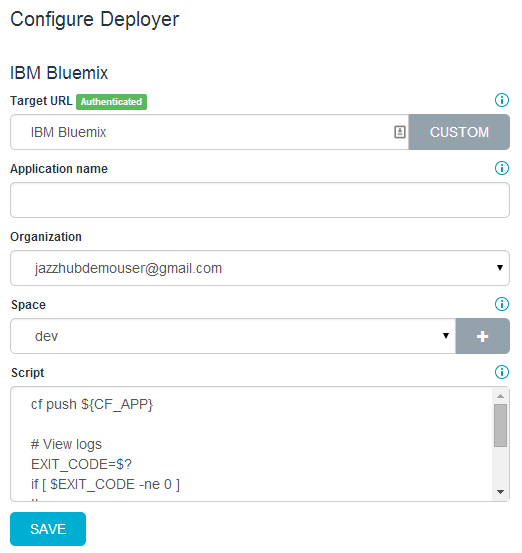 Configure Deployer
IBM Bluemix
Target URL Authenticated
IBM Bluemix CUSTOM
Application name
Organization
jazzhubdemouser@gmail.com
Space
dev +
Script
cf push ${CF_APP}
# View logs
EXIT_CODE=$?
if [ $EXIT_CODE -ne 0 ]
SAVE